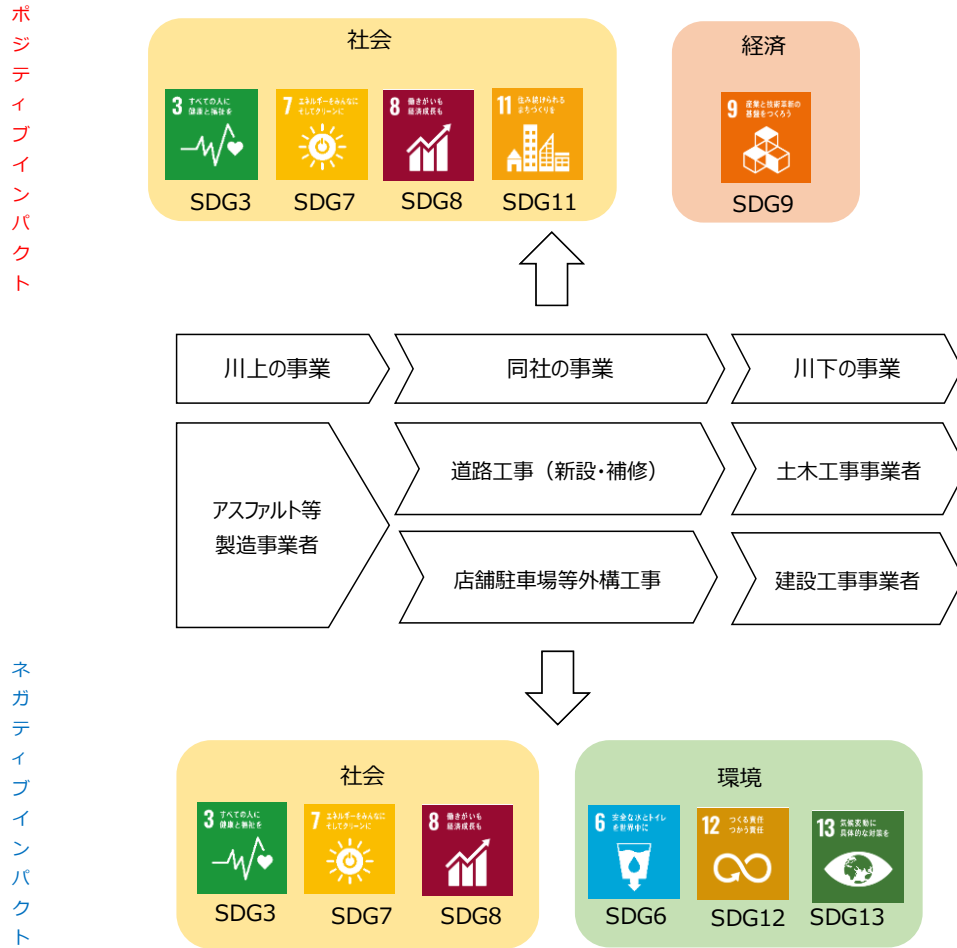 ポジティブインパクト
社会
経済
3 すべての人に
健康と福祉を
7 エネルギーをみんなに
そしてクリーンに
8 働きがいも
経済成長も
11 住み続けられる
まちづくりを
9 産業と技術革新の
基盤をつくろう
SDG3
SDG7
SDG8
SDG11
SDG9
川上の事業
同社の事業
川下の事業
アスファルト等
製造事業者
道路工事（新設・補修）
土木工事事業者
店舗駐車場等外構工事
建設工事事業者
ネガティブインパクト
社会
環境
3 すべての人に
健康と福祉を
7 エネルギーをみんなに
そしてクリーンに
8 働きがいも
経済成長も
6 安全な水とトイレ
を世界中に
12 つくる責任
つかう責任
13 気候変動に
具体的な対策を
SDG3
SDG7
SDG8
SDG6
SDG12
SDG13